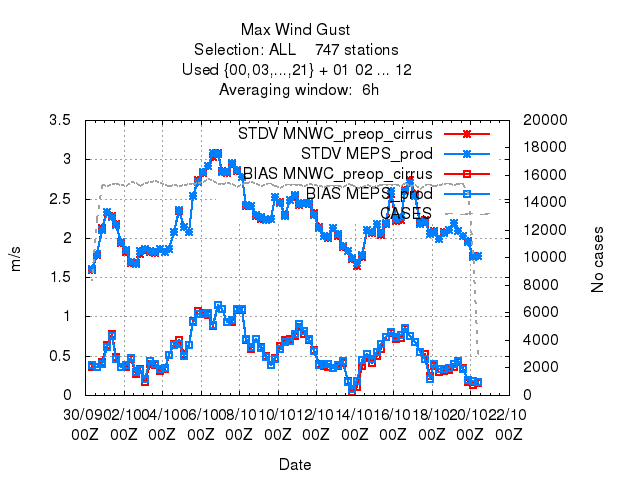 Max Wind Gust
Selection: ALL    747 stations
Used {00,03,...,21} + 01 02 ... 12
Averaging window:  6h
3.5
3
2.5
2
1.5
1
0.5
0
m/s
STDV MNWC_preop_cirrus
STDV MEPS_prod
BIAS MNWC_preop_cirrus
BIAS MEPS_prod
CASES
20000
18000
16000
14000
12000
10000
8000
6000
4000
2000
0
No cases
30/09 02/10 04/10 06/10 08/10 10/10 12/10 14/10 16/10 18/10 20/10 22/10
00Z 00Z 00Z 00Z 00Z 00Z 00Z 00Z 00Z 00Z 00Z 00Z
Date